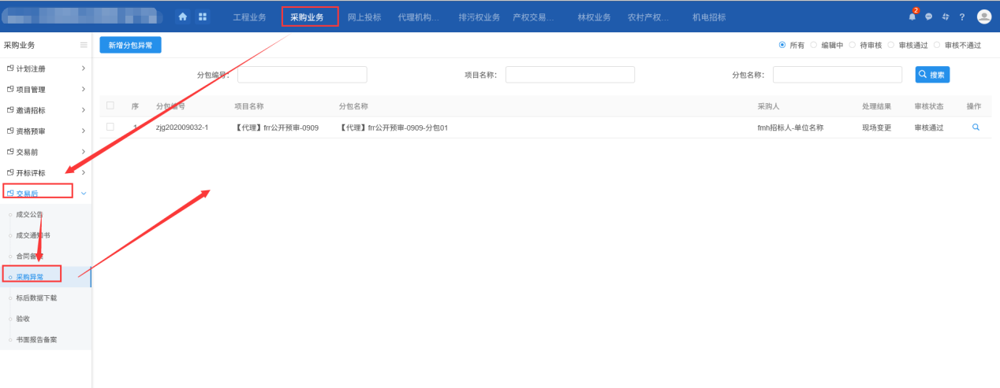 工程业务 采购业务 网上投标 代理机构... 排污权业务 产权交易... 林权业务 农村产权... 机电招标 2 ?
采购业务
计划注册
项目管理
邀请招标
资格预审
交易前
开标评标
交易后
成交公告
成交通知书
合同备案
采购异常
标后数据下载
验收
书面报告备案
新增分包异常 所有 编辑中 待审核 审核通过 审核不通过
分包编号: 项目名称: 分包名称: 搜索
序 分包编号 项目名称 分包名称 采购人 处理结果 审核状态 操作
1 zjg202009032-1 【代理】frr公开预审-0909 【代理】frr公开预审-0909-分包01 fmh招标人-单位名称 现场变更 审核通过